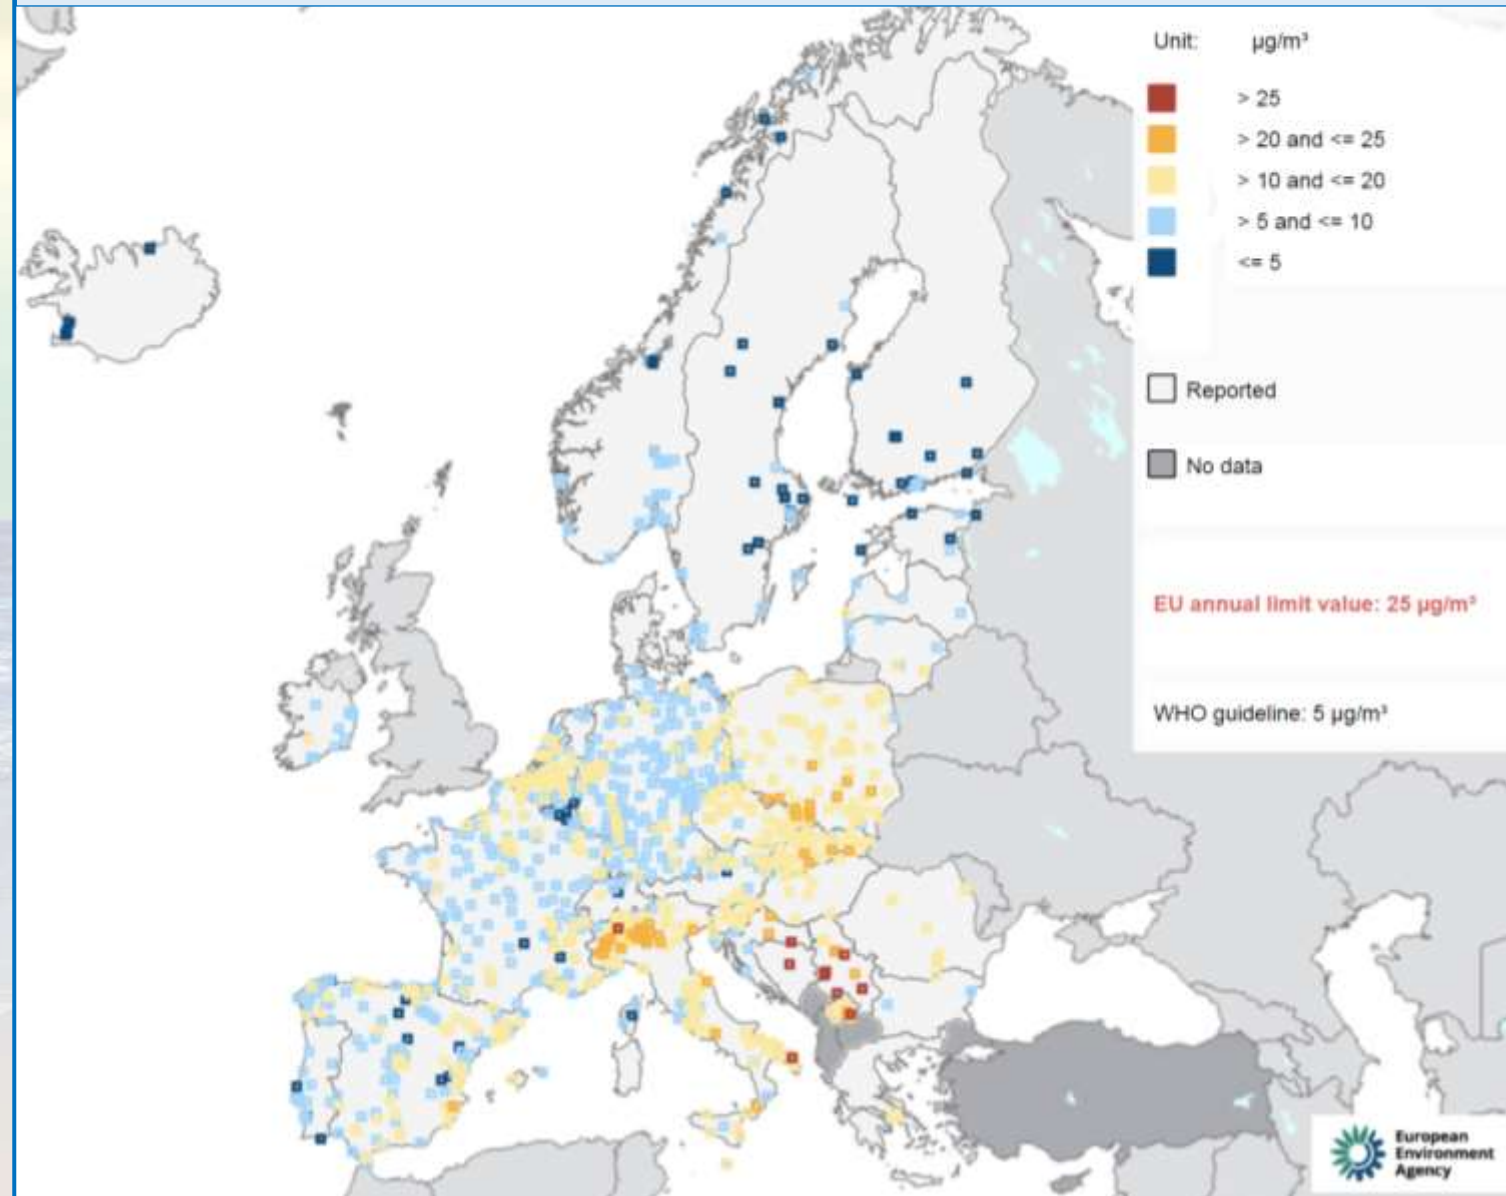 Unit: µg/m³
> 25
> 20 and <= 25
> 10 and <= 20
> 5 and <= 10
<= 5
Reported
No data
EU annual limit value: 25 µg/m³
WHO guideline: 5 µg/m³
European
Environment
Agency